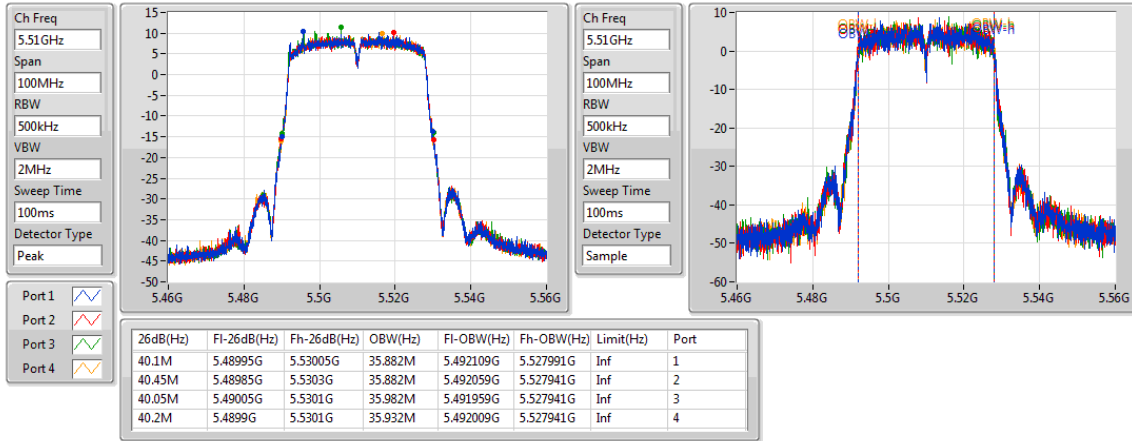 Ch Freq
5.51GHz
Span
100MHz
RBW
500kHz
VBW
2MHz
Sweep Time
100ms
Detector Type
Peak
15
10
5
0
-5
-10
-15
-20
-25
-30
-35
-40
-45
-50
5.46G 5.48G 5.5G 5.52G 5.54G 5.56G
Ch Freq
5.51GHz
Span
100MHz
RBW
500kHz
VBW
2MHz
Sweep Time
100ms
Detector Type
Sample
10
0
-10
-20
-30
-40
-50
-60
OBW-h
5.46G 5.48G 5.5G 5.52G 5.54G 5.56G
Port 1
Port 2
Port 3
Port 4
26dB(Hz) Fl-26dB(Hz) Fh-26dB(Hz) OBW(Hz) Fl-OBW(Hz) Fh-OBW(Hz) Limit(Hz) Port
40.1M 5.48995G 5.53005G 35.882M 5.492109G 5.527991G Inf 1
40.45M 5.48985G 5.5303G 35.882M 5.492059G 5.527941G Inf 2
40.05M 5.49005G 5.5301G 35.982M 5.491959G 5.527941G Inf 3
40.2M 5.4899G 5.5301G 35.932M 5.492009G 5.527941G Inf 4